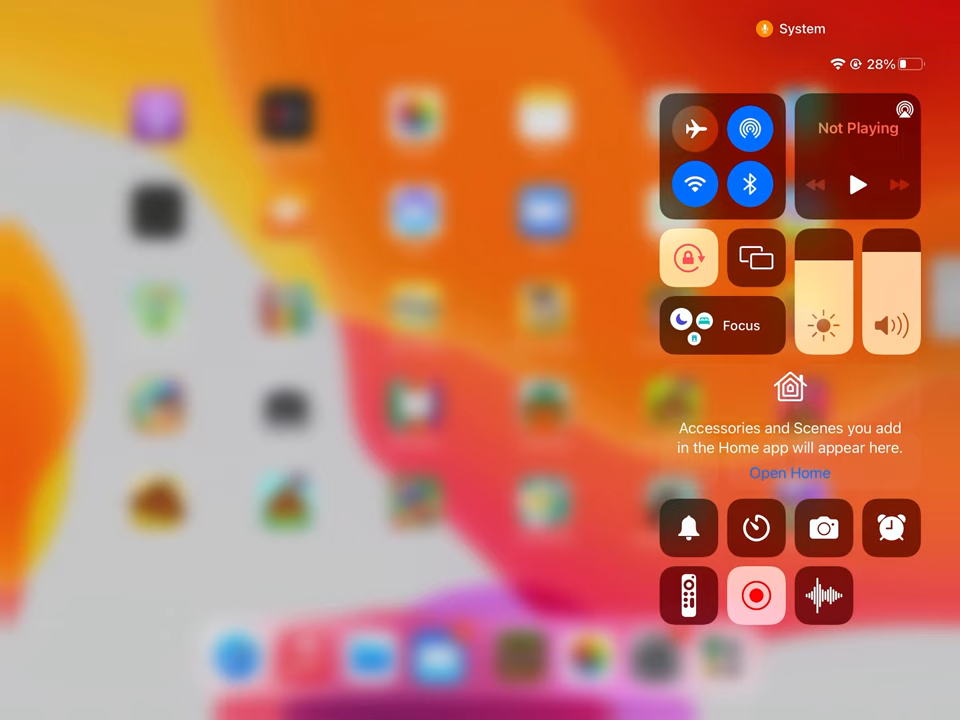 System
28%
Not Playing
Focus
Accessories and Scenes you add
in the Home app will appear here.
Open Home